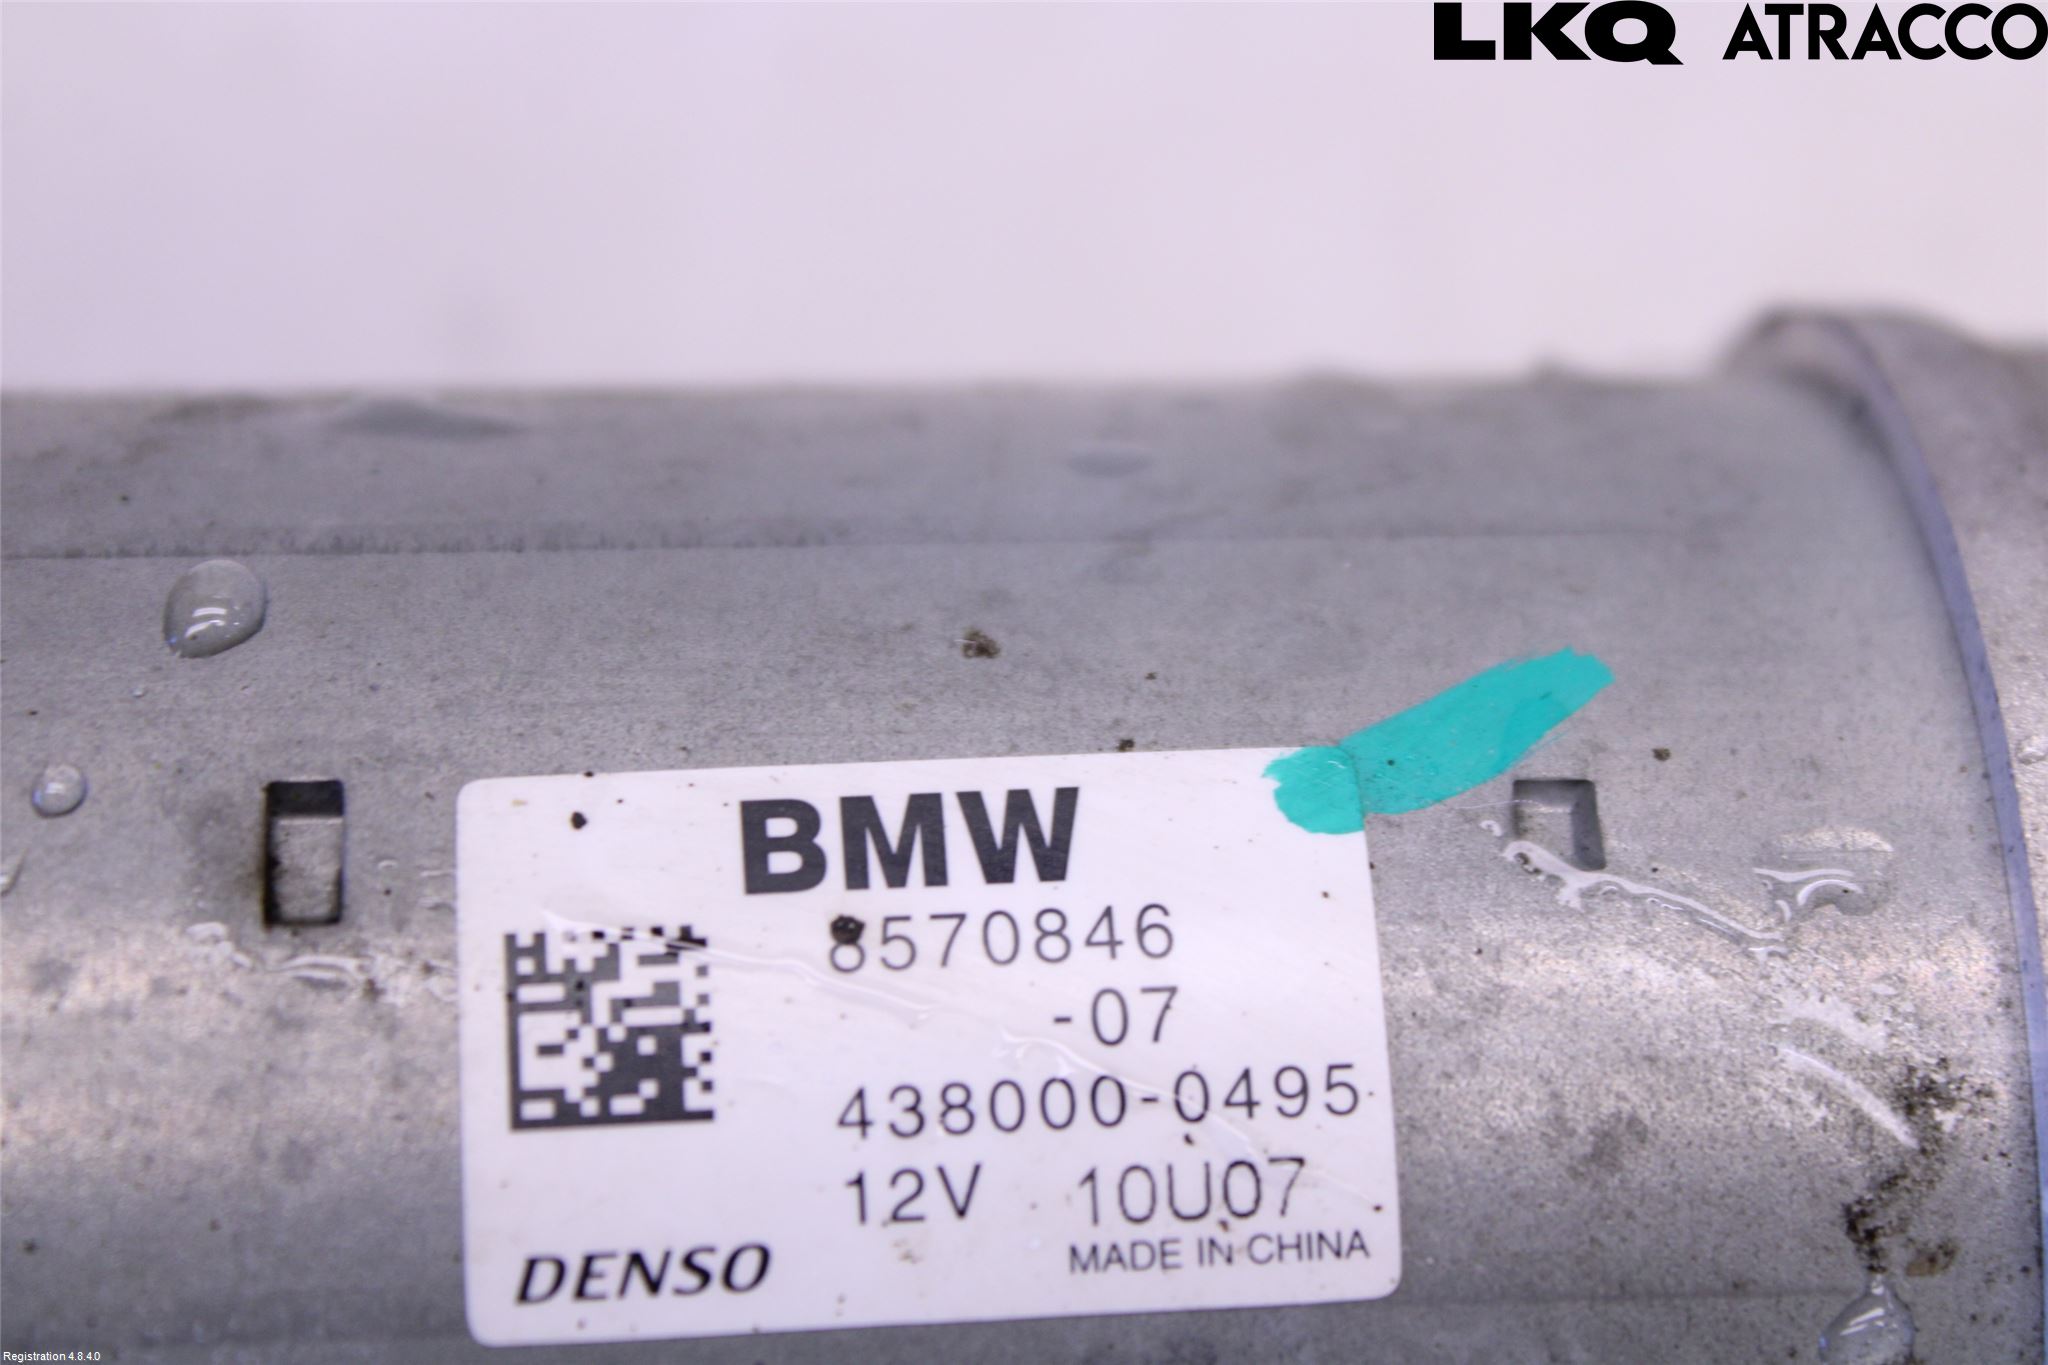 LKQ ATRACCO
BMW
8570846
-07
438000-0495
12V 10U07
MADE IN CHINA
DENSO
Registration 4.8.4.0